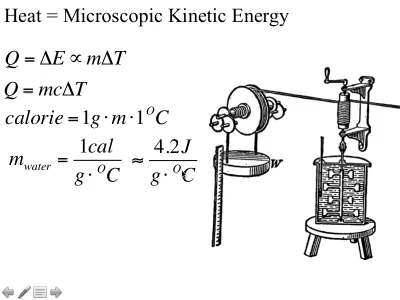 Heat = Microscopic Kinetic Energy
Q = ΔE ∝ mΔT
Q = mcΔT
calorie = 1g · m · 1°C
m_water = 1cal / g · °C ≈ 4.2J / g · °C
W